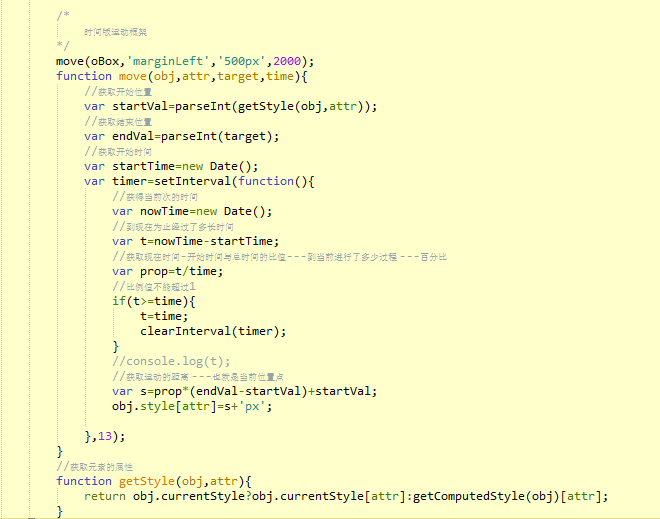 /*
时间版运动框架
*/
move(oBox,'marginLeft','500px',2000);
function move(obj,attr,target,time){
//获取开始位置
var startVal=parseInt(getStyle(obj,attr));
//获取结束位置
var endVal=parseInt(target);
//获取开始时间
var startTime=new Date();
var timer=setInterval(function(){
//获得当前次的时间
var nowTime=new Date();
//到现在为止经过了多长时间
var t=nowTime-startTime;
//获取现在时间-开始时间与总时间的比值---到当前进行了多少过程 ---百分比
var prop=t/time;
//比例值不能超过1
if(t>=time){
t=time;
clearInterval(timer);
}
//console.log(t);
//获取运动的距离 ---也就是当前位置点
var s=prop*(endVal-startVal)+startVal;
obj.style[attr]=s+'px';
},13);
}
//获取元素的属性
function getStyle(obj,attr){
return obj.currentStyle?obj.currentStyle[attr]:getComputedStyle(obj)[attr];
}